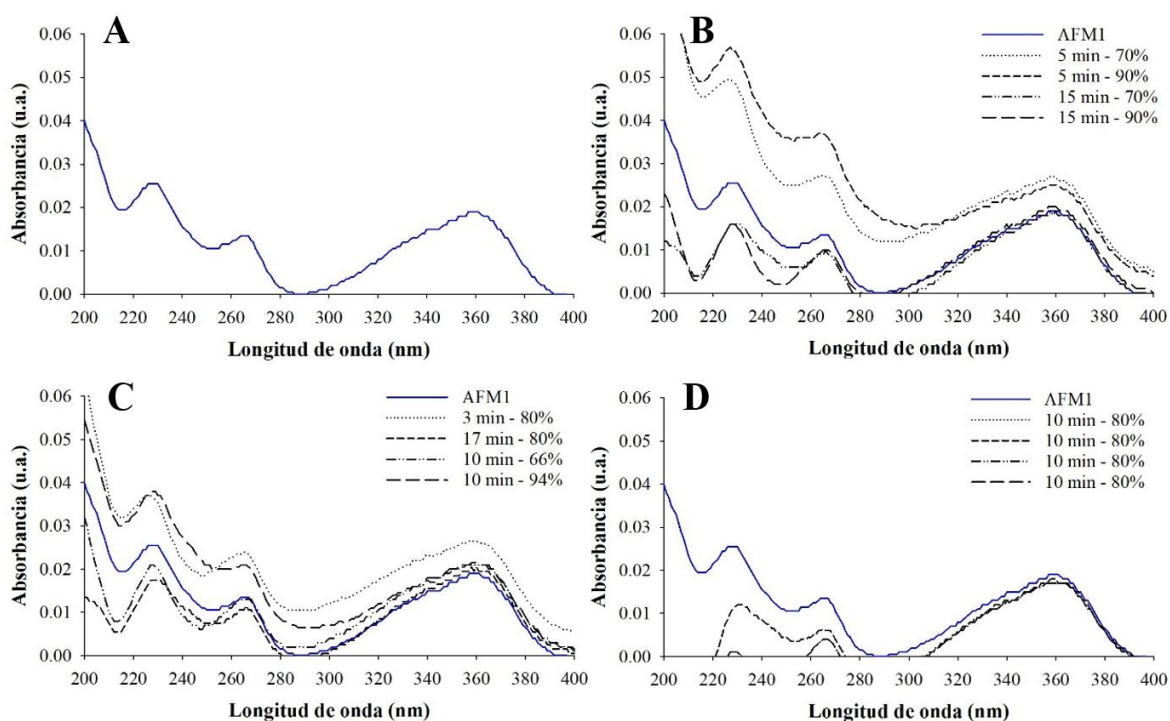 A
0.06
0.05
0.04
0.03
0.02
0.01
0.00
Absorbancia (u.a.)
200 220 240 260 280 300 320 340 360 380 400
Longitud de onda (nm)
B
0.06
0.05
0.04
0.03
0.02
0.01
0.00
Absorbancia (u.a.)
AFM1
5 min - 70%
5 min - 90%
15 min - 70%
15 min - 90%
200 220 240 260 280 300 320 340 360 380 400
Longitud de onda (nm)
C
0.06
0.05
0.04
0.03
0.02
0.01
0.00
Absorbancia (u.a.)
AFM1
3 min - 80%
17 min - 80%
10 min - 66%
10 min - 94%
200 220 240 260 280 300 320 340 360 380 400
Longitud de onda (nm)
D
0.06
0.05
0.04
0.03
0.02
0.01
0.00
Absorbancia (u.a.)
AFM1
10 min - 80%
10 min - 80%
10 min - 80%
10 min - 80%
200 220 240 260 280 300 320 340 360 380 400
Longitud de onda (nm)